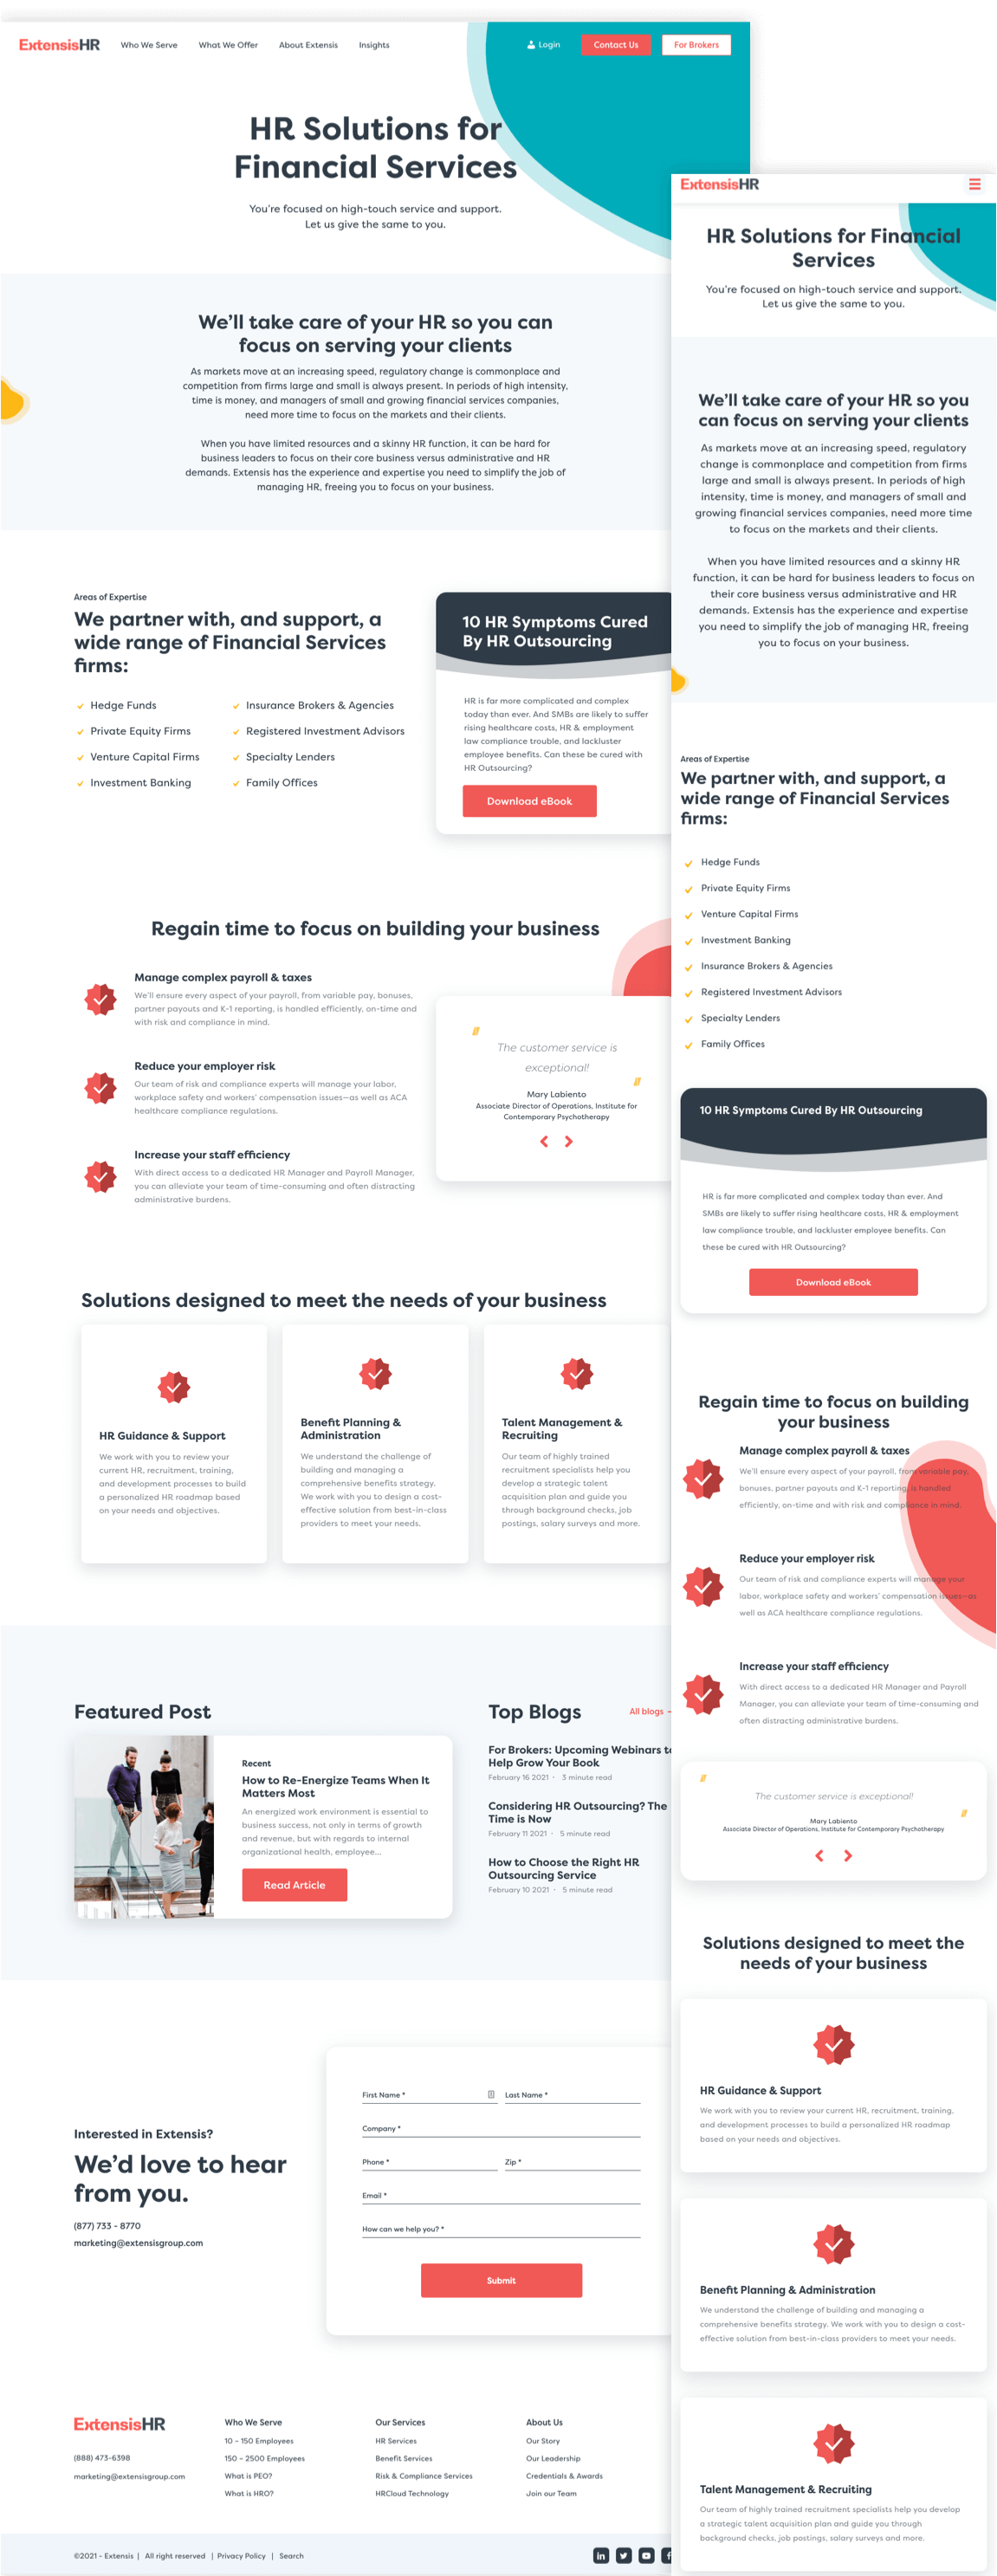 ExtensisHR
Who We Serve
What We Offer
About Extensis
Insights
Login
Contact Us
For Brokers
HR Solutions for
Financial Services
You're focused on high-touch service and support.
Let us give the same to you.
We'll take care of your HR so you can
focus on serving your clients
As markets move at an increasing speed, regulatory change is commonplace and
competition from firms large and small is always present. In periods of high intensity,
time is money, and managers of small and growing financial services companies,
need more time to focus on the markets and their clients.
When you have limited resources and a skinny HR function, it can be hard for
business leaders to focus on their core business versus administrative and HR
demands. Extensis has the experience and expertise you need to simplify the job of
managing HR, freeing you to focus on your business.
Areas of Expertise
We partner with, and support, a
wide range of Financial Services
firms:
Hedge Funds
Private Equity Firms
Venture Capital Firms
Investment Banking
Insurance Brokers & Agencies
Registered Investment Advisors
Specialty Lenders
Family Offices
10 HR Symptoms Cured
By HR Outsourcing
HR is far more complicated and complex
today than ever. And SMBs are likely to suffer
rising healthcare costs, HR & employment
law compliance trouble, and lackluster
employee benefits. Can these be cured with
HR Outsourcing?
Download eBook
Regain time to focus on building your business
Manage complex payroll & taxes
We'll ensure every aspect of your payroll, from variable pay, bonuses,
partner payouts and K-1 reporting, is handled efficiently, on-time and
with risk and compliance in mind.
Reduce your employer risk
Our team of risk and compliance experts will manage your labor,
workplace safety and workers' compensation issues—as well as ACA
healthcare compliance regulations.
Increase your staff efficiency
With direct access to a dedicated HR Manager and Payroll Manager,
you can alleviate your team of time-consuming and often distracting
administrative burdens.
The customer service is
exceptional!
Mary Labiento
Associate Director of Operations, Institute for
Contemporary Psychotherapy
Solutions designed to meet the needs of your business
HR Guidance & Support
We work with you to review your
current HR, recruitment, training,
and development processes to build
a personalized HR roadmap based
on your needs and objectives.
Benefit Planning &
Administration
We understand the challenge of
building and managing a
comprehensive benefits strategy.
We work with you to design a cost-
effective solution from best-in-class
providers to meet your needs.
Talent Management &
Recruiting
Our team of highly trained
recruitment specialists help you
develop a strategic talent
acquisition plan and guide you
through background checks, job
postings, salary surveys and more.
Featured Post
Recent
How to Re-Energize Teams When It
Matters Most
An energized work environment is essential to
business success, not only in terms of growth
and revenue, but with regards to internal
organizational health, employee...
Read Article
Top Blogs
All blogs
For Brokers: Upcoming Webinars to
Help Grow Your Book
February 16 2021 · 3 minute read
Considering HR Outsourcing? The
Time is Now
February 11 2021 · 5 minute read
How to Choose the Right HR
Outsourcing Service
February 10 2021 · 5 minute read
Interested in Extensis?
We'd love to hear
from you.
(877) 733 - 8770
marketing@extensisgroup.com
First Name *
Last Name *
Company *
Phone *
Zip *
Email *
How can we help you? *
Submit
ExtensisHR
(888) 473-6398
marketing@extensisgroup.com
Who We Serve
10 - 150 Employees
150 - 2500 Employees
What is PEO?
What is HRO?
Our Services
HR Services
Benefit Services
Risk & Compliance Services
HRCloud Technology
About Us
Our Story
Our Leadership
Credentials & Awards
Join our Team
©2021 - Extensis | All right reserved | Privacy Policy | Search
ExtensisHR
HR Solutions for Financial
Services
You're focused on high-touch service and support.
Let us give the same to you.
We'll take care of your HR so you
can focus on serving your clients
As markets move at an increasing speed, regulatory
change is commonplace and competition from firms
large and small is always present. In periods of high
intensity, time is money, and managers of small and
growing financial services companies, need more time
to focus on the markets and their clients.
When you have limited resources and a skinny HR
function, it can be hard for business leaders to focus on
their core business versus administrative and HR
demands. Extensis has the experience and expertise
you need to simplify the job of managing HR, freeing
you to focus on your business.
Areas of Expertise
We partner with, and support, a
wide range of Financial Services
firms:
Hedge Funds
Private Equity Firms
Venture Capital Firms
Investment Banking
Insurance Brokers & Agencies
Registered Investment Advisors
Specialty Lenders
Family Offices
10 HR Symptoms Cured By HR Outsourcing
HR is far more complicated and complex today than ever. And
SMBs are likely to suffer rising healthcare costs, HR & employment
law compliance trouble, and lackluster employee benefits. Can
these be cured with HR Outsourcing?
Download eBook
Regain time to focus on building
your business
Manage complex payroll & taxes
We'll ensure every aspect of your payroll, from variable pay,
bonuses, partner payouts and K-1 reporting, is handled
efficiently, on-time and with risk and compliance in mind.
Reduce your employer risk
Our team of risk and compliance experts will manage your
labor, workplace safety and workers' compensation issues—as
well as ACA healthcare compliance regulations.
Increase your staff efficiency
With direct access to a dedicated HR Manager and Payroll
Manager, you can alleviate your team of time-consuming and
often distracting administrative burdens.
The customer service is exceptional!
Mary Labiento
Associate Director of Operations, Institute for Contemporary Psychotherapy
Solutions designed to meet the
needs of your business
HR Guidance & Support
We work with you to review your current HR, recruitment, training,
and development processes to build a personalized HR roadmap
based on your needs and objectives.
Benefit Planning & Administration
We understand the challenge of building and managing a
comprehensive benefits strategy. We work with you to design a cost-
effective solution from best-in-class providers to meet your needs.
Talent Management & Recruiting
Our team of highly trained recruitment specialists help you develop
a strategic talent acquisition plan and guide you through
background checks, job postings, salary surveys and more.